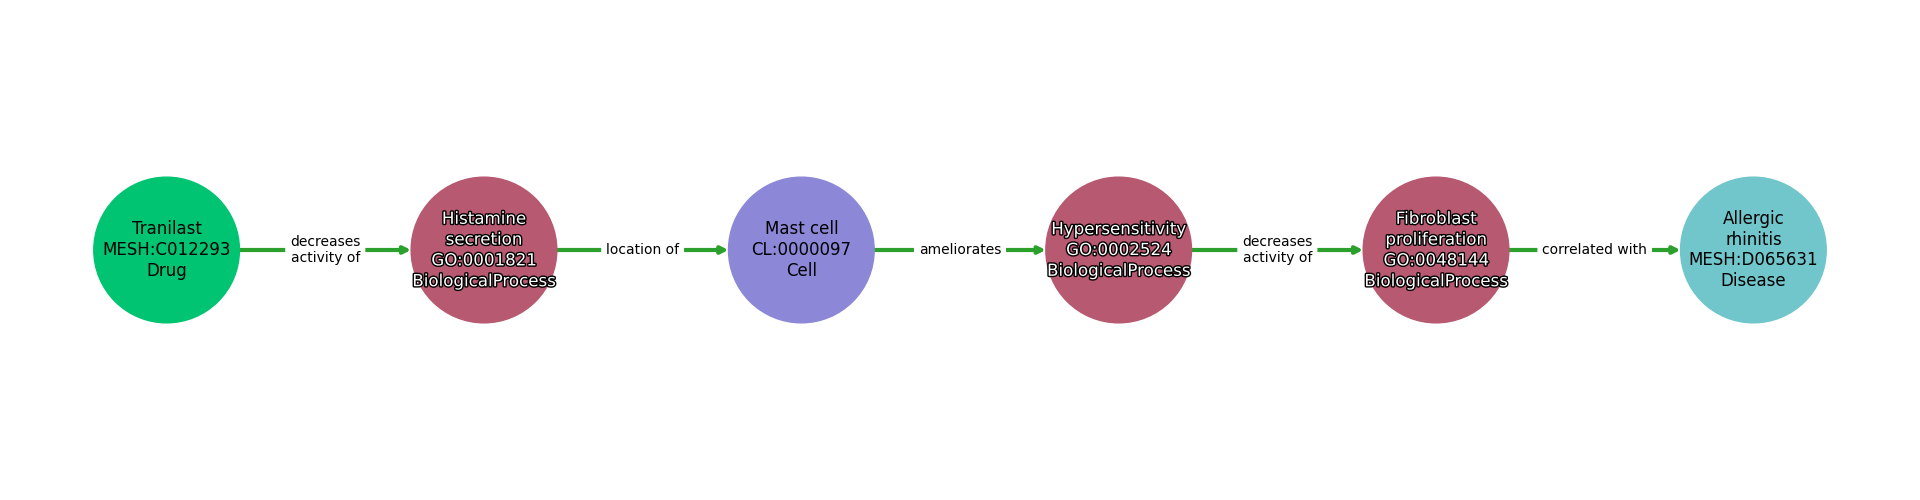 Tranilast
MESH:C012293
Drug
decreases
activity of
Histamine
secretion
GO:0001821
BiologicalProcess
location of
Mast cell
CL:0000097
Cell
ameliorates
Hypersensitivity
GO:0002524
BiologicalProcess
decreases
activity of
Fibroblast
proliferation
GO:0048144
BiologicalProcess
correlated with
Allergic
rhinitis
MESH:D065631
Disease